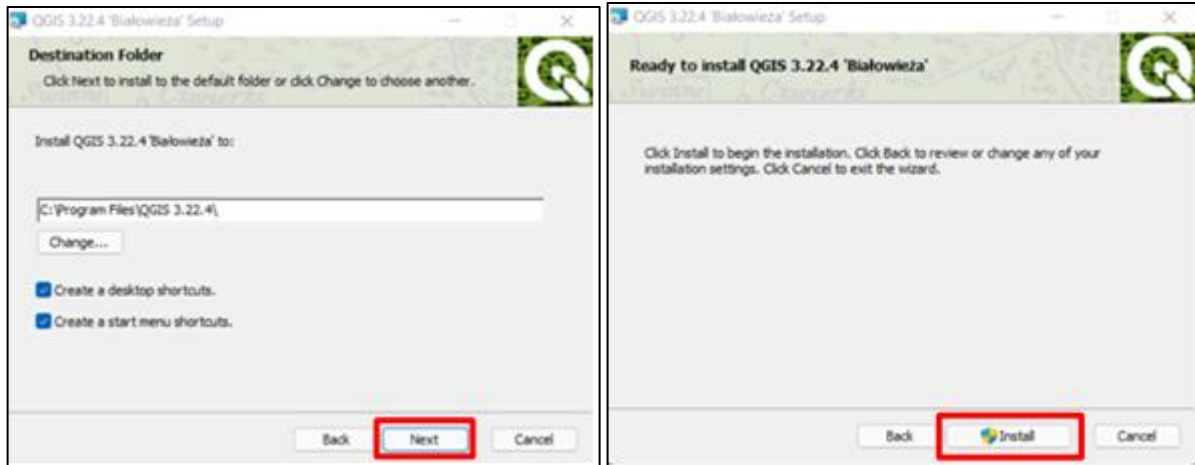 QGIS 3.22.4 'Białowieża' Setup
Destination Folder
Click Next to install to the default folder or click Change to choose another.
Install QGIS 3.22.4 'Białowieża' to:
C:\Program Files\QGIS 3.22.4\
Change...
Create a desktop shortcuts.
Create a start menu shortcuts.
Back Next Cancel
QGIS 3.22.4 'Białowieża' Setup
Ready to install QGIS 3.22.4 'Białowieża'
Click Install to begin the installation. Click Back to review or change any of your
installation settings. Click Cancel to exit the wizard.
Back Install Cancel